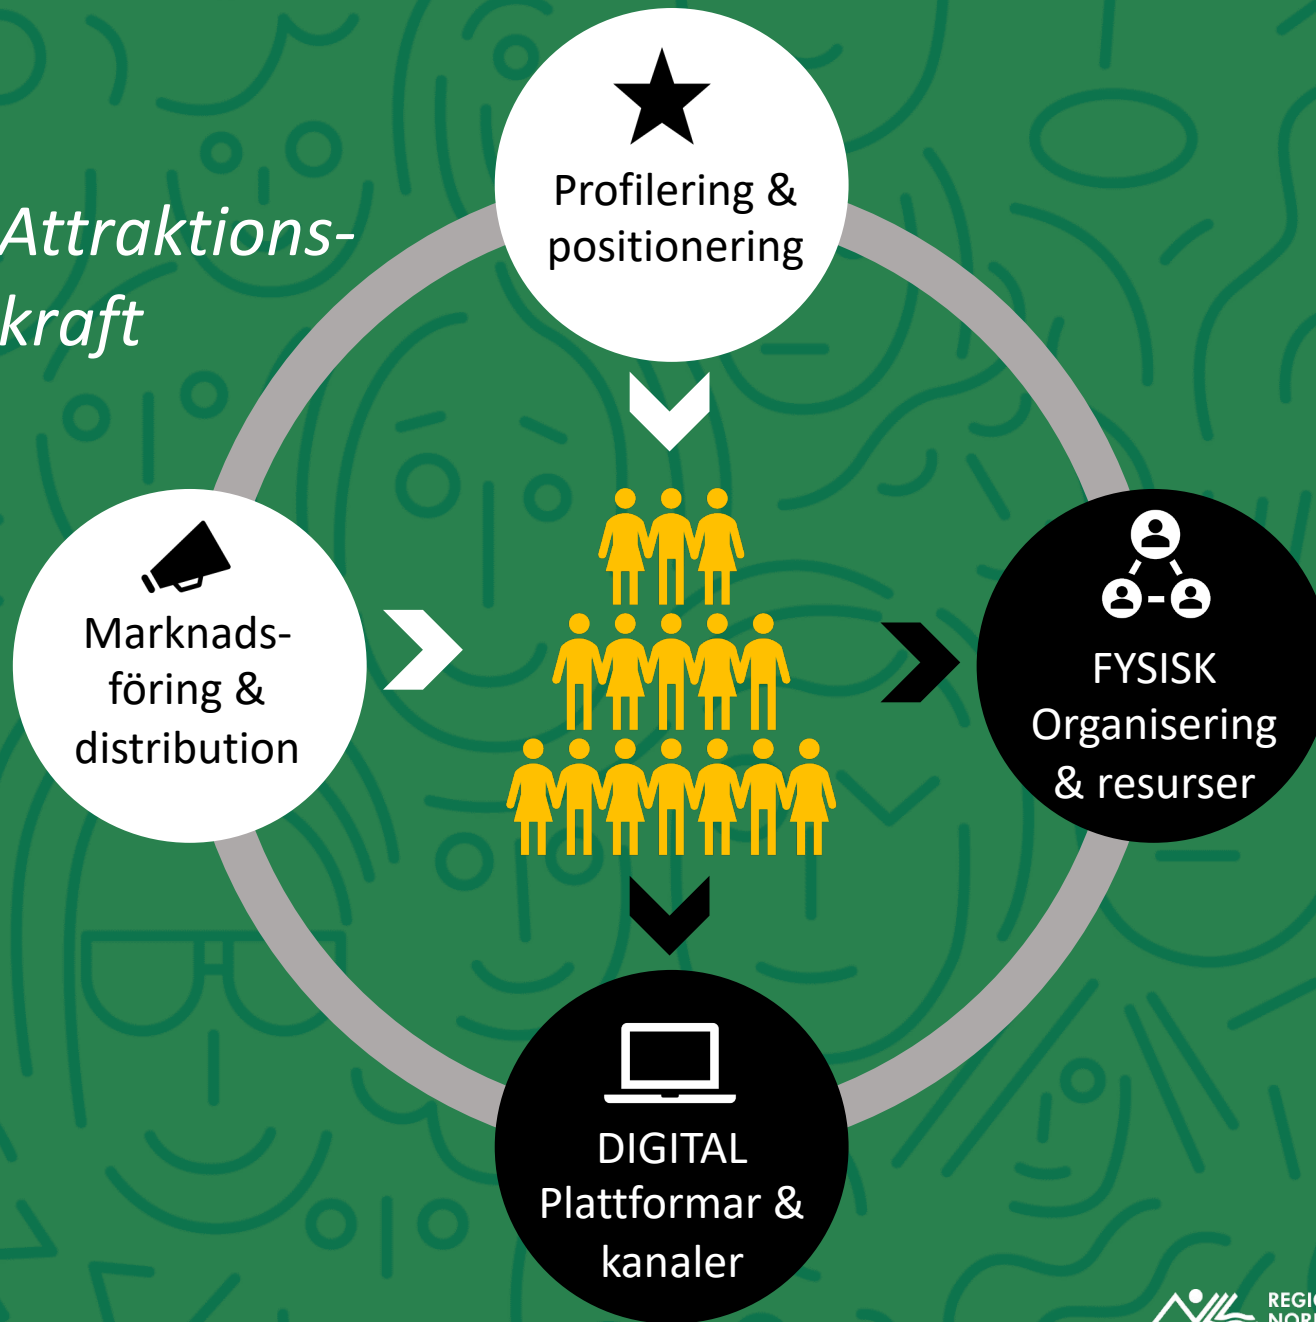 Profilering &
positionering
Attraktions-
kraft
Marknads-
föring &
distribution
FYSISK
Organisering
& resurser
DIGITAL
Plattformar &
kanaler